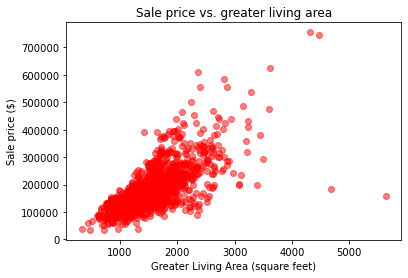 Sale price vs. greater living area
Sale price ($)
700000
600000
500000
400000
300000
200000
100000
0
1000 2000 3000 4000 5000
Greater Living Area (square feet)